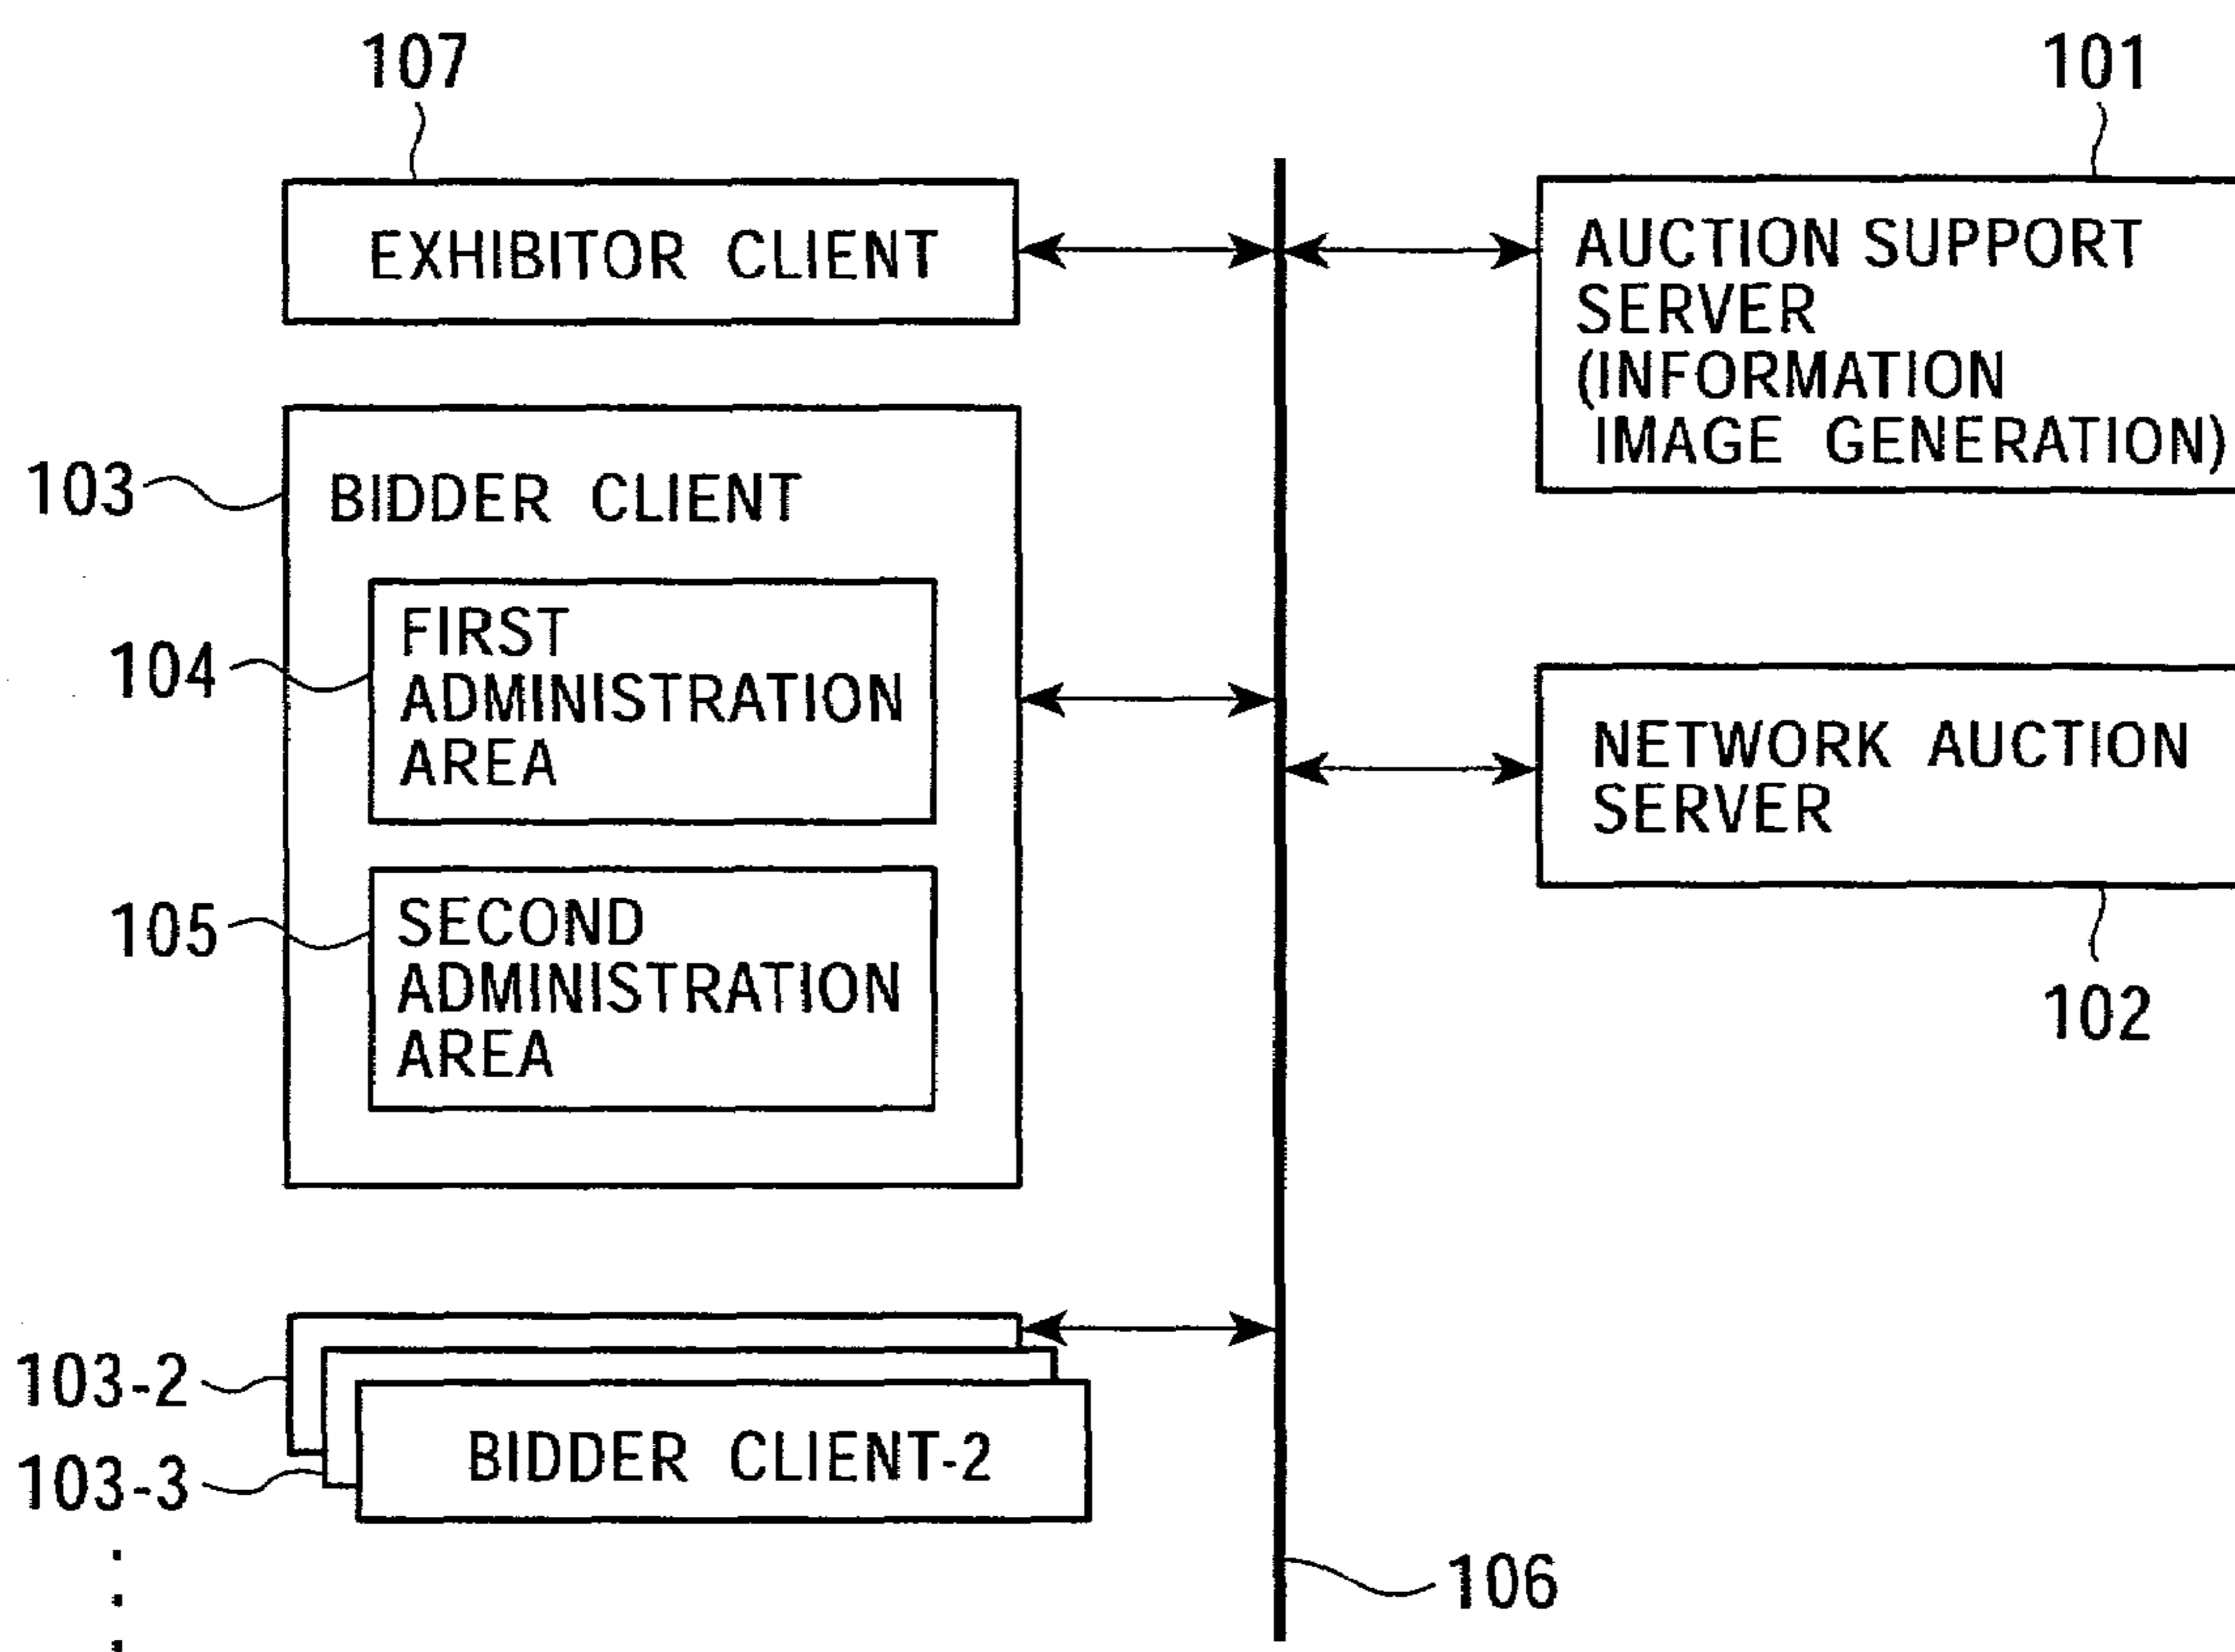 107
101
EXHIBITOR CLIENT
AUCTION SUPPORT
SERVER
(INFORMATION
IMAGE GENERATION)
103
BIDDER CLIENT
104
FIRST
ADMINISTRATION
AREA
105
SECOND
ADMINISTRATION
AREA
NETWORK AUCTION
SERVER
102
103-2
103-3
BIDDER CLIENT-2
106